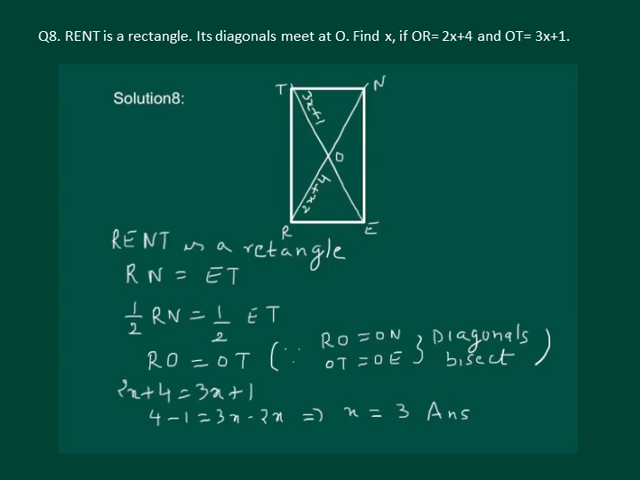 Q8. RENT is a rectangle. Its diagonals meet at O. Find x, if OR= 2x+4 and OT= 3x+1.
Solution8:
T N
3x+1
O
2x+4
R E
RENT is a retangle
RN = ET
1/2 RN = 1/2 ET
RO = OT (∵ RO = ON OT = OE } Diagonals bisect )
2x+4 = 3x+1
4-1 = 3x-2x => x = 3 Ans